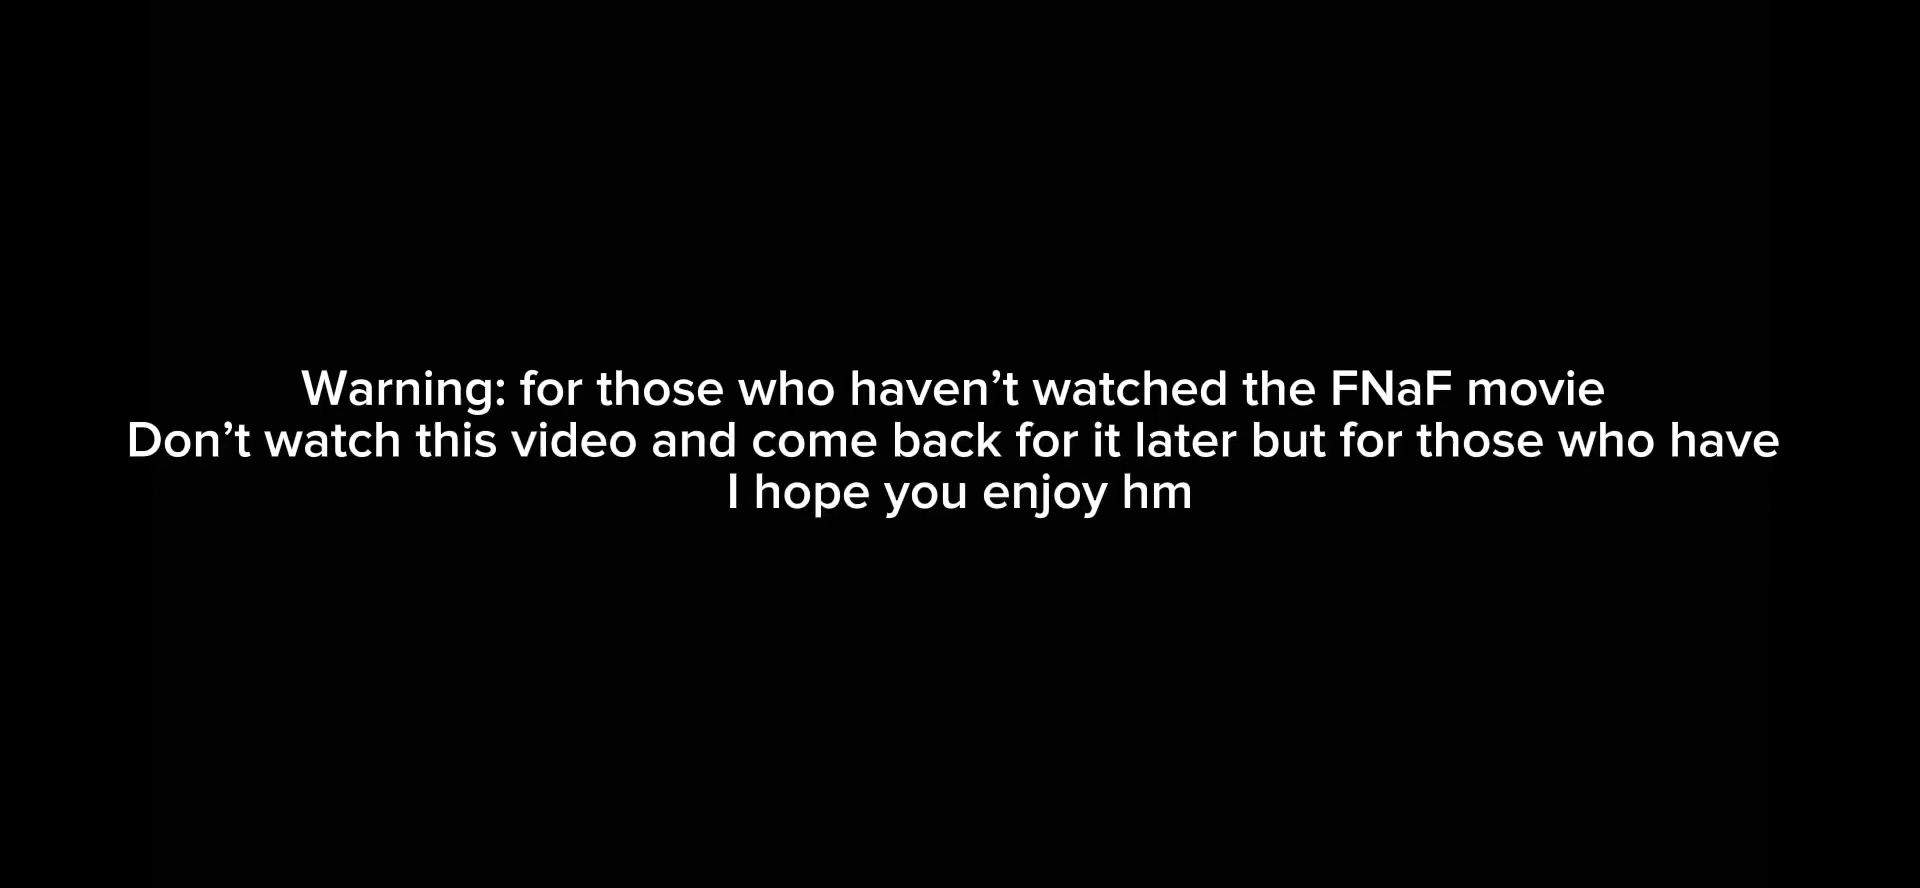 Warning: for those who haven’t watched the FNaF movie
Don’t watch this video and come back for it later but for those who have
I hope you enjoy hm